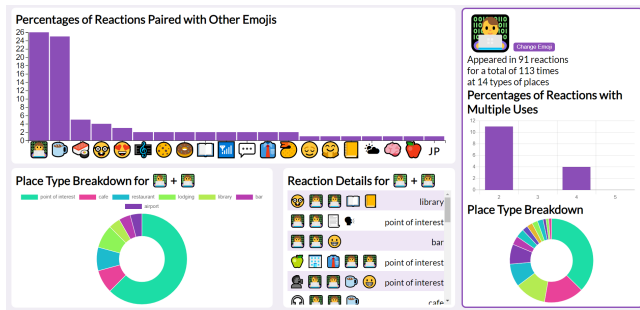 Percentages of Reactions Paired with Other Emojis
26
24
22
20
18
16
14
12
10
8
6
4
2
0
JP
Place Type Breakdown for + 
point of interest cafe restaurant lodging library bar
airport
Reaction Details for + 
library
point of interest
bar
point of interest
point of interest
cafe
Change Emoji
Appeared in 91 reactions
for a total of 113 times
at 14 types of places
Percentages of Reactions with
Multiple Uses
12
10
8
6
4
2
0
2 3 4 5
Place Type Breakdown